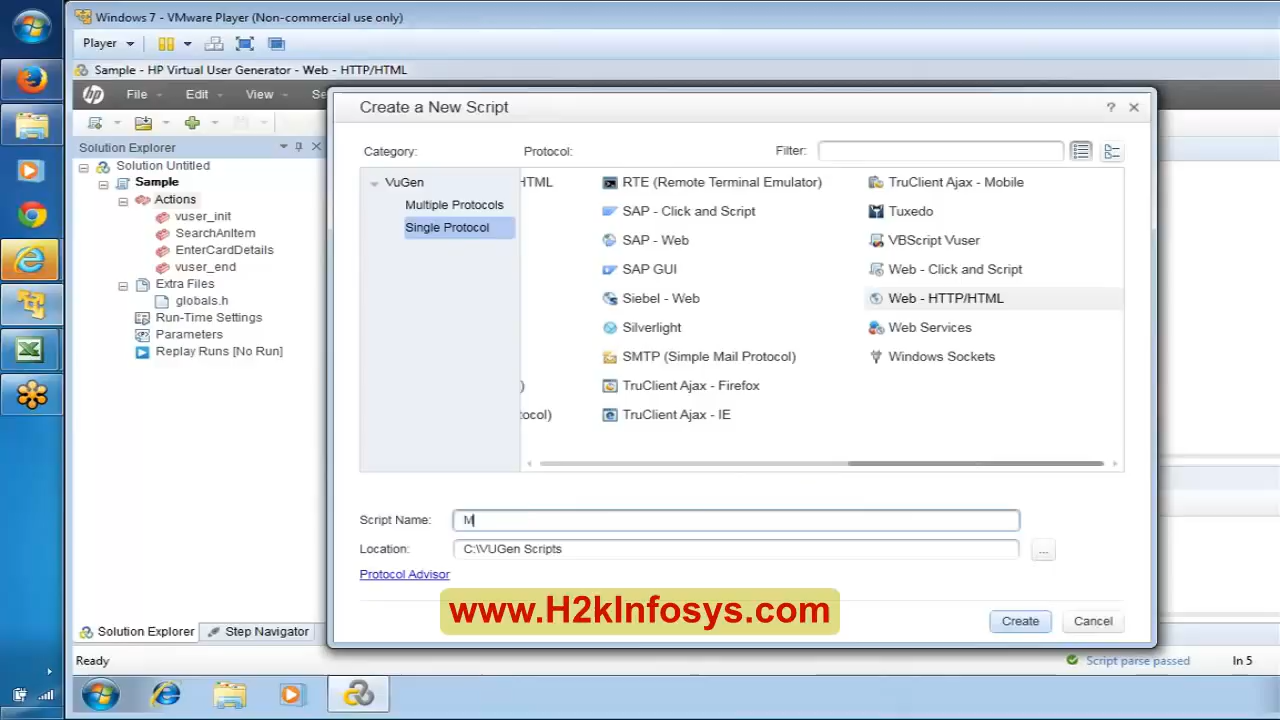 Windows 7 - VMware Player (Non-commercial use only)
Player
Sample - HP Virtual User Generator - Web - HTTP/HTML
hp File Edit View Se
Solution Explorer
Solution Untitled
Sample
Actions
vuser_init
SearchAnItem
EnterCardDetails
vuser_end
Extra Files
globals.h
Run-Time Settings
Parameters
Replay Runs [No Run]
Solution Explorer
Step Navigator
Ready
Create a New Script
Category:
Protocol:
Filter:
VuGen
Multiple Protocols
Single Protocol
HTML
)
ocol)
RTE (Remote Terminal Emulator)
SAP - Click and Script
SAP - Web
SAP GUI
Siebel - Web
Silverlight
SMTP (Simple Mail Protocol)
TruClient Ajax - Firefox
TruClient Ajax - IE
TruClient Ajax - Mobile
Tuxedo
VBScript Vuser
Web - Click and Script
Web - HTTP/HTML
Web Services
Windows Sockets
Script Name: M
Location: C:\VUGen Scripts ...
Protocol Advisor
www.H2kInfosys.com
Create
Cancel
Script parse passed
ln 5